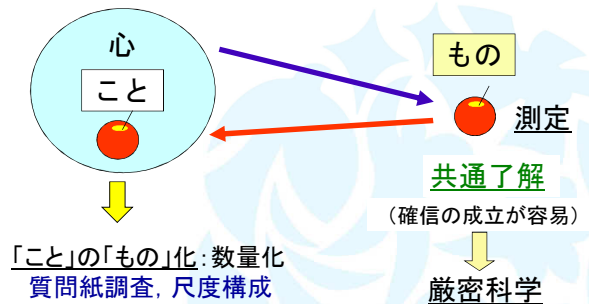 心
こと
もの
測定
共通了解
（確信の成立が容易）
「こと」の「もの」化：数量化
質問紙調査，尺度構成
厳密科学